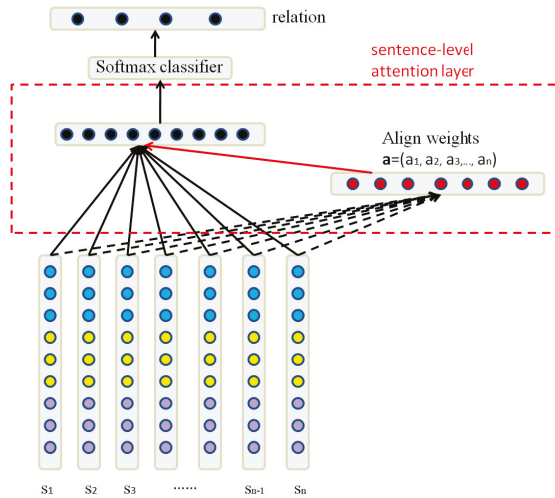 relation
Softmax classifier
sentence-level
attention layer
Align weights
a=(a1, a2, a3,..., an)
S1 S2 S3 ...... Sn-1 Sn